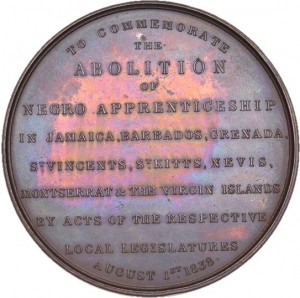 TO COMMEMORATE
THE
ABOLITION
OF
NEGRO APPRENTICESHIP
IN JAMAICA, BARBADOS, GRENADA,
ST VINCENTS, ST KITTS, NEVIS,
MONTSERRAT & THE VIRGIN ISLANDS
BY ACTS OF THE RESPECTIVE
LOCAL LEGISLATURES
AUGUST 1ST 1838.